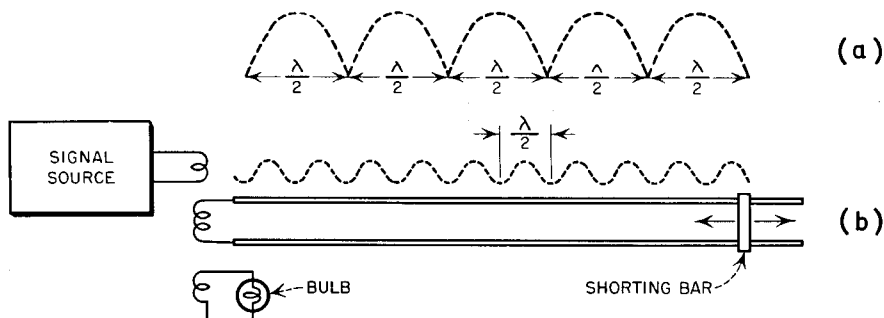 λ/2 λ/2 λ/2 ʌ/2 λ/2 (a)
λ/2
SIGNAL
SOURCE
(b)
BULB
SHORTING BAR